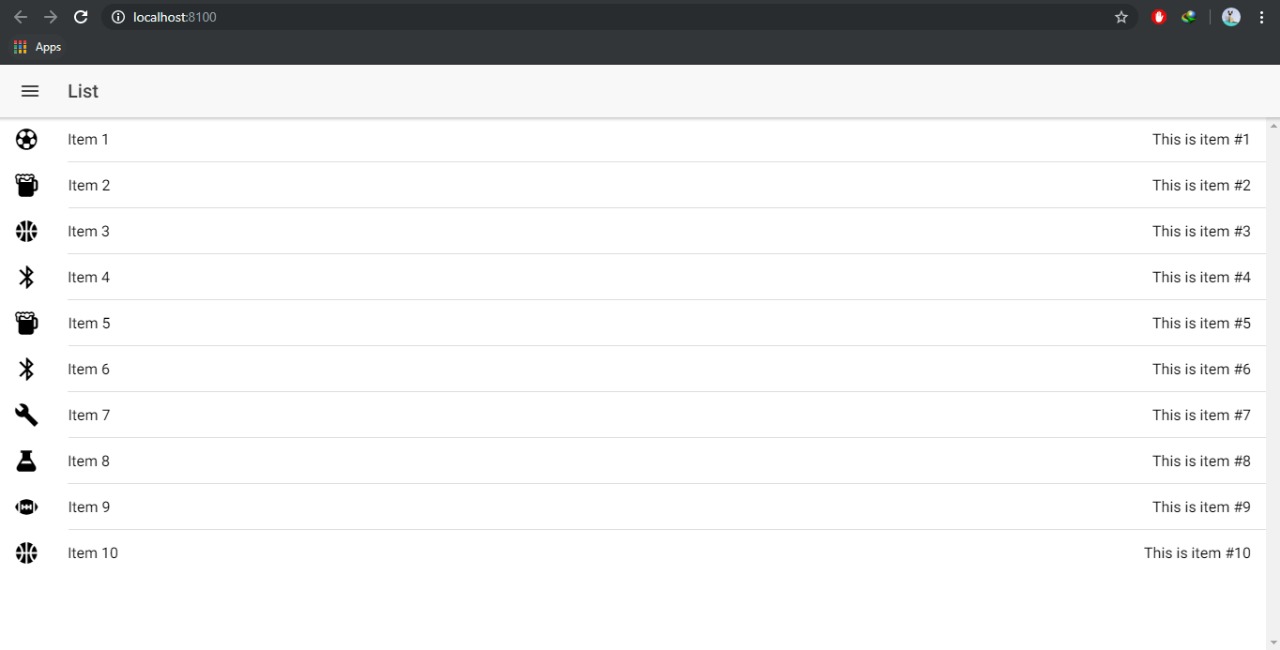 localhost:8100
Apps
List
Item 1 This is item #1
Item 2 This is item #2
Item 3 This is item #3
Item 4 This is item #4
Item 5 This is item #5
Item 6 This is item #6
Item 7 This is item #7
Item 8 This is item #8
Item 9 This is item #9
Item 10 This is item #10